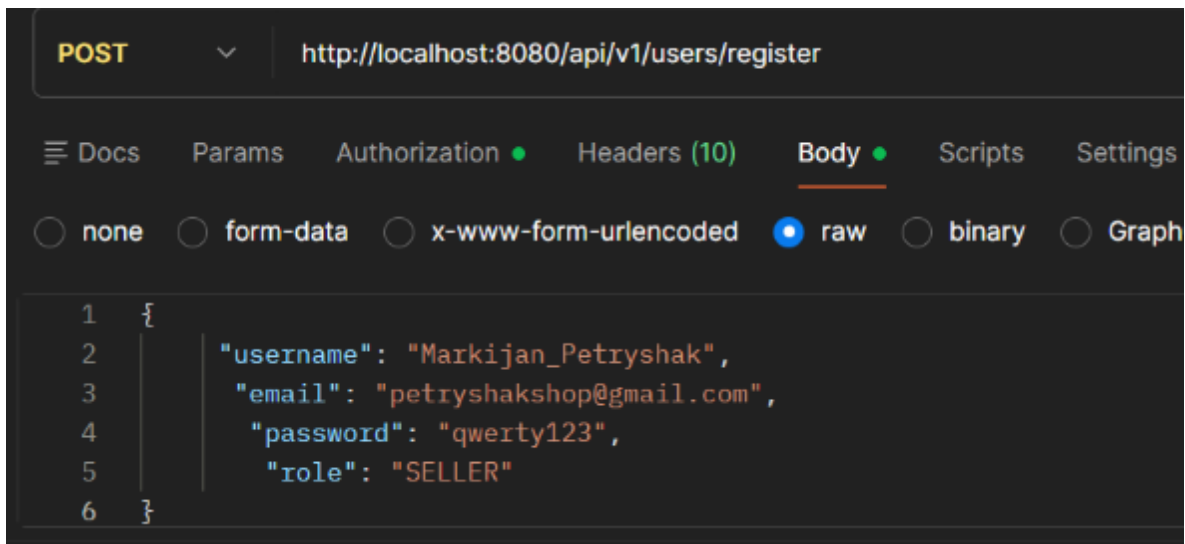 POST http://localhost:8080/api/v1/users/register
Docs Params Authorization Headers (10) Body Scripts Settings
none form-data x-www-form-urlencoded raw binary Graph
1 {
2 "username": "Markijan_Petryshak",
3 "email": "petryshakshop@gmail.com",
4 "password": "qwerty123",
5 "role": "SELLER"
6 }